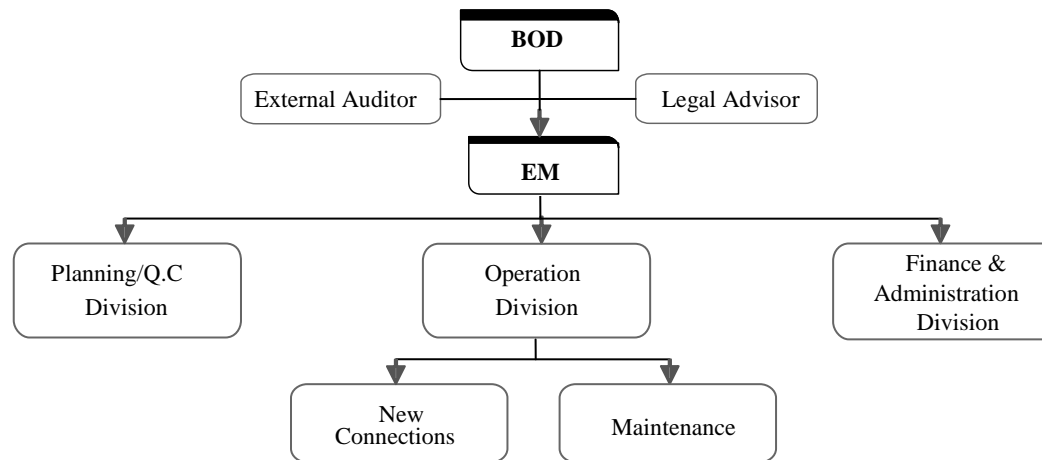 BOD
External Auditor
Legal Advisor
EM
Planning/Q.C
Division
Operation
Division
Finance &
Administration
Division
New
Connections
Maintenance